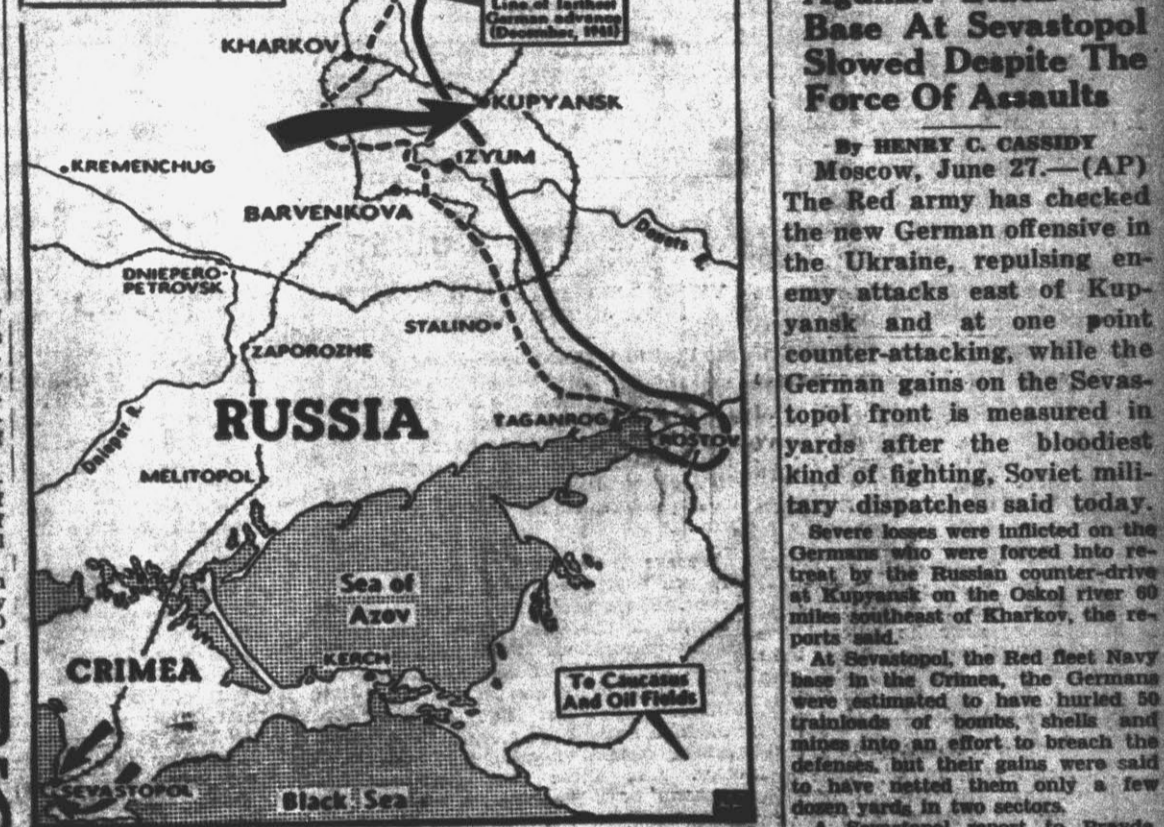 Line of farthest
German advance
(December, 1941)
KHARKOV
KUPYANSK
IZYUM
KREMENCHUG
BARVENKOVA
Donets
R.
DNIEPERO-
PETROVSK
STALINO
ZAPOROZHE
TAGANROG
ROSTOV
RUSSIA
Dnieper R.
MELITOPOL
Sea of
Azov
CRIMEA
KERCH
To Caucasus
And Oil Fields
SEVASTOPOL
Black Sea
Base At Sevastopol
Slowed Despite The
Force Of Assaults
By HENRY C. CASSIDY
Moscow, June 27.—(AP)
The Red army has checked
the new German offensive in
the Ukraine, repulsing en-
emy attacks east of Kup-
yansk and at one point
counter-attacking, while the
German gains on the Sevas-
topol front is measured in
yards after the bloodiest
kind of fighting, Soviet mili-
tary dispatches said today.
Severe losses were inflicted on the
Germans who were forced into re-
treat by the Russian counter-drive
at Kupyansk on the Oskol river 60
miles southeast of Kharkov, the re-
ports said.
At Sevastopol, the Red fleet Navy
base in the Crimea, the Germans
were estimated to have hurled 50
trainloads of bombs, shells and
mines into an effort to breach the
defenses, but their gains were said
to have netted them only a few
dozen yards in two sectors.